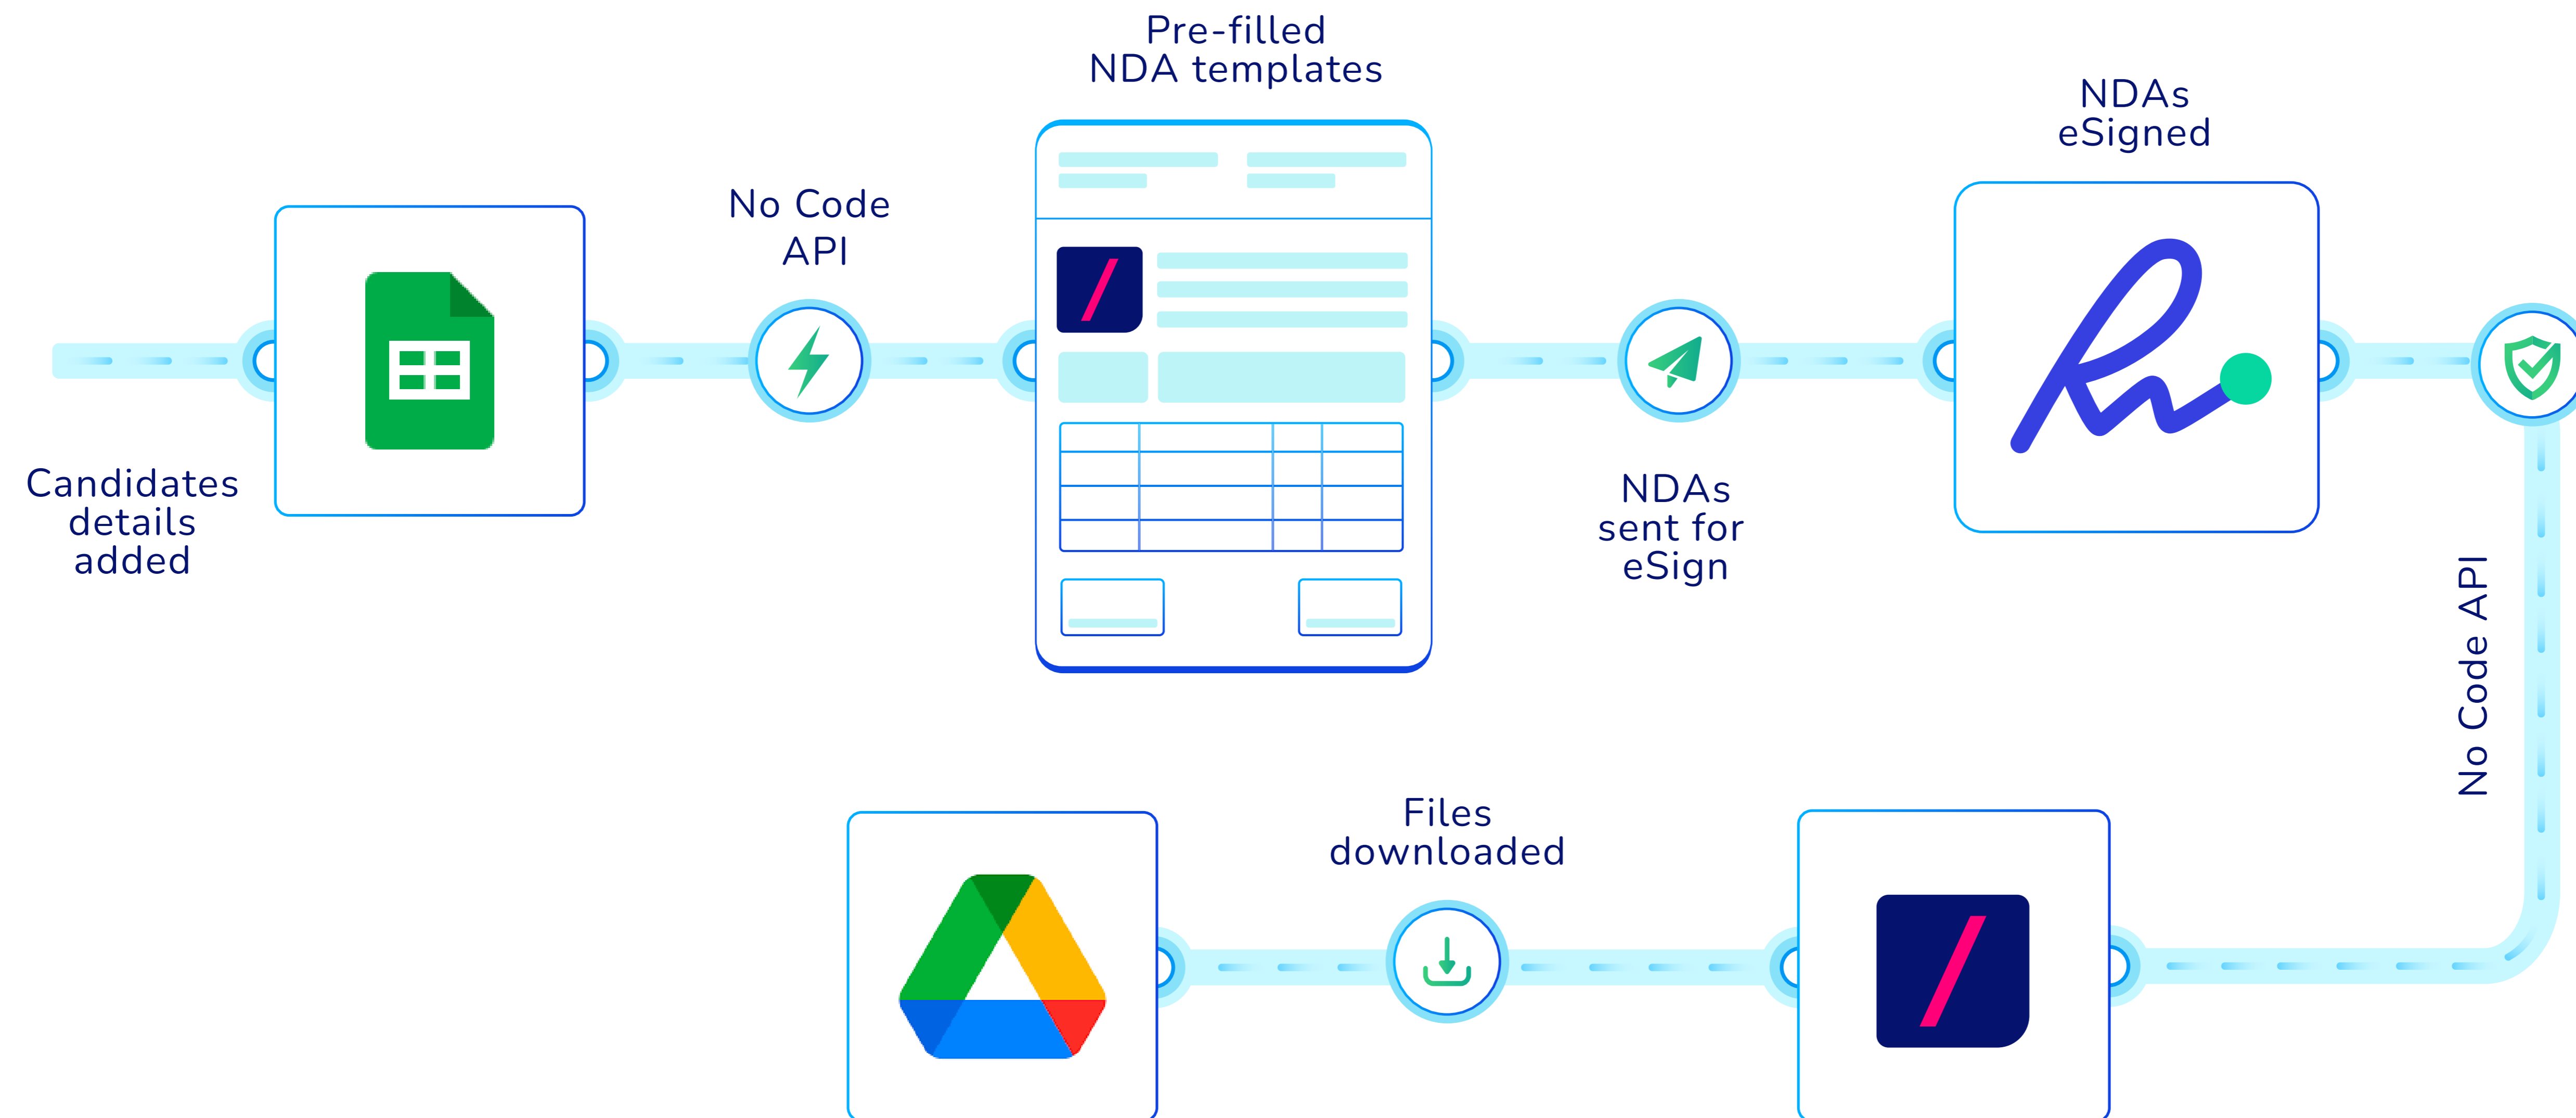 Pre-filled
NDA templates
NDAs
eSigned
No Code
API
Candidates
details
added
NDAs
sent for
eSign
No Code API
Files
downloaded